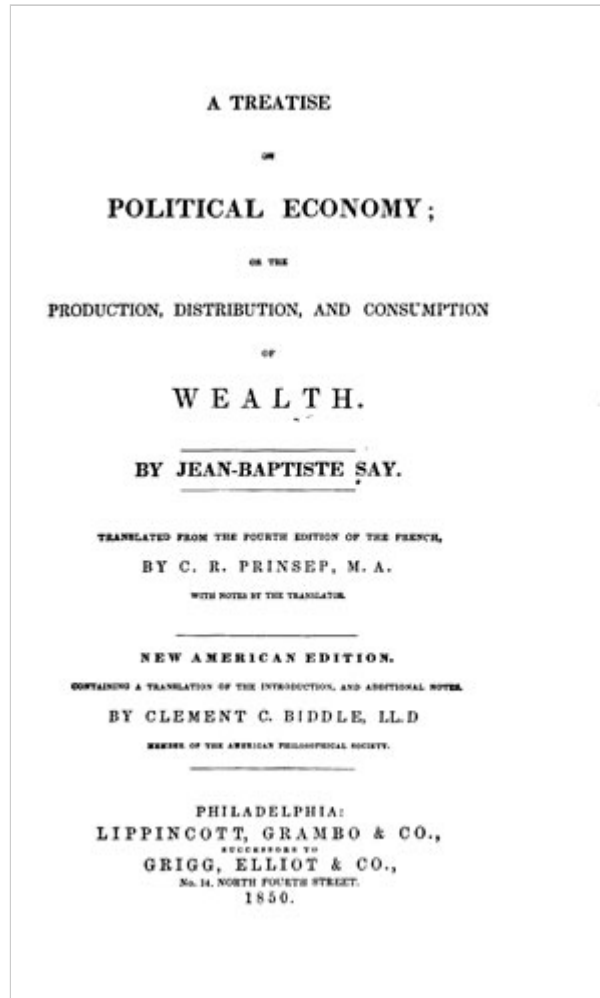 A TREATISE
ON
POLITICAL ECONOMY;
OR THE
PRODUCTION, DISTRIBUTION, AND CONSUMPTION
OF
WEALTH.
BY JEAN-BAPTISTE SAY.
TRANSLATED FROM THE FOURTH EDITION OF THE FRENCH,
BY C. R. PRINSEP, M. A.
WITH NOTES BY THE TRANSLATOR.
NEW AMERICAN EDITION.
CONTAINING A TRANSLATION OF THE INTRODUCTION, AND ADDITIONAL NOTES.
BY CLEMENT C. BIDDLE, LL.D
MEMBER OF THE AMERICAN PHILOSOPHICAL SOCIETY.
PHILADELPHIA:
LIPPINCOTT, GRAMBO & CO.,
SUCCESSORS TO
GRIGG, ELLIOT & CO.,
No. 14, NORTH FOURTH STREET.
1850.